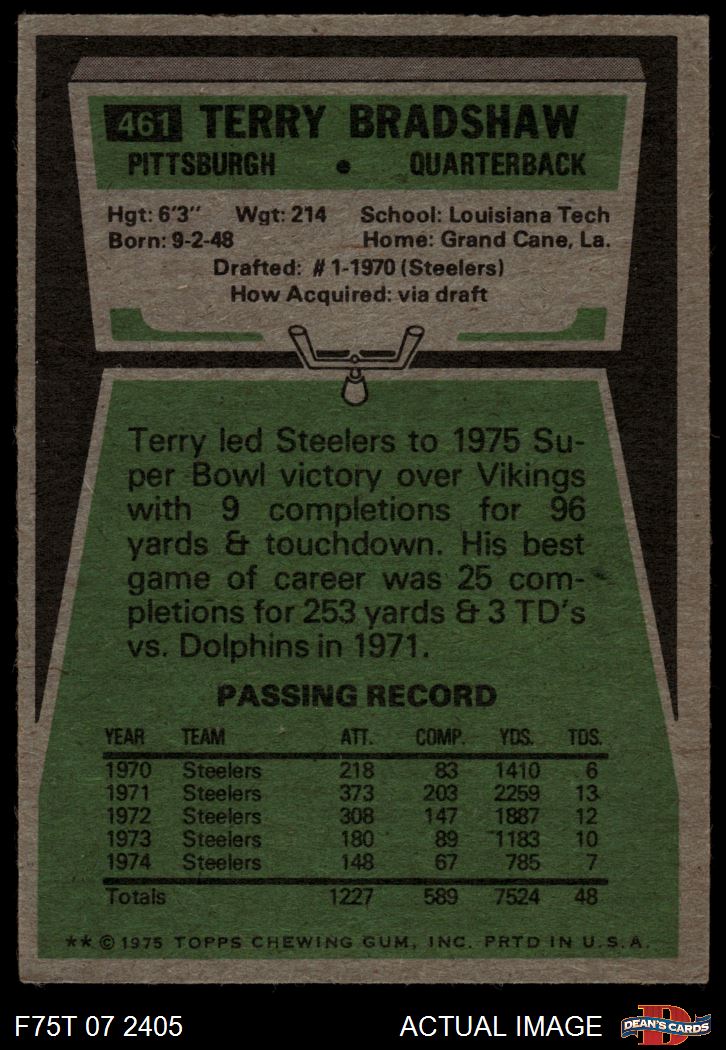 461 TERRY BRADSHAW
PITTSBURGH • QUARTERBACK
Hgt: 6'3" Wgt: 214 School: Louisiana Tech
Born: 9-2-48 Home: Grand Cane, La.
Drafted: #1-1970 (Steelers)
How Acquired: via draft
Terry led Steelers to 1975 Su-
per Bowl victory over Vikings
with 9 completions for 96
yards & touchdown. His best
game of career was 25 com-
pletions for 253 yards & 3 TD's
vs. Dolphins in 1971.
PASSING RECORD
YEAR TEAM ATT. COMP. YDS. TDS.
1970 Steelers 218 83 1410 6
1971 Steelers 373 203 2259 13
1972 Steelers 308 147 1887 12
1973 Steelers 180 89 1183 10
1974 Steelers 148 67 785 7
Totals 1227 589 7524 48
** © 1975 TOPPS CHEWING GUM, INC. PRTD IN U.S.A.
F75T 07 2405 ACTUAL IMAGE DEAN'S CARDS